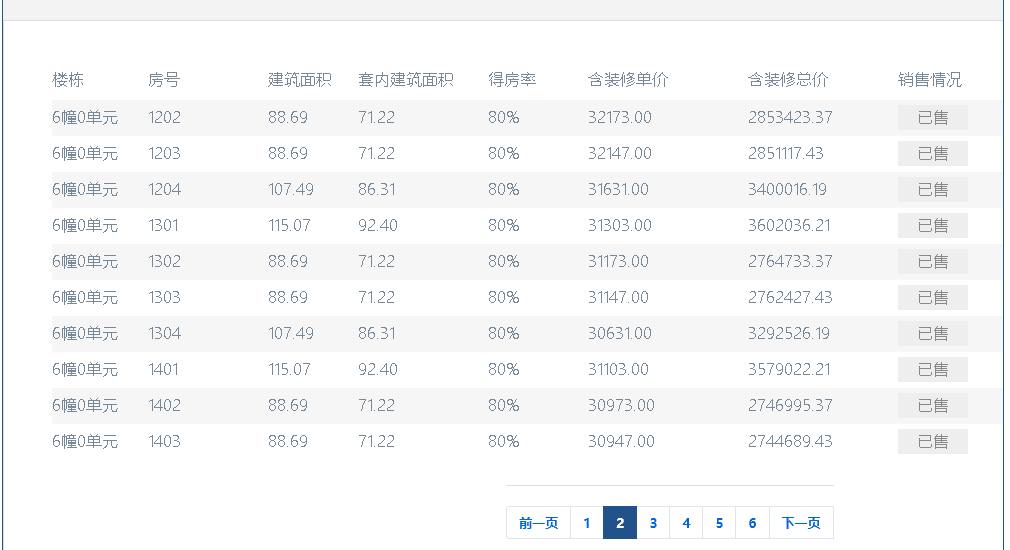 楼栋 房号 建筑面积 套内建筑面积 得房率 含装修单价 含装修总价 销售情况
6幢0单元 1202 88.69 71.22 80% 32173.00 2853423.37 已售
6幢0单元 1203 88.69 71.22 80% 32147.00 2851117.43 已售
6幢0单元 1204 107.49 86.31 80% 31631.00 3400016.19 已售
6幢0单元 1301 115.07 92.40 80% 31303.00 3602036.21 已售
6幢0单元 1302 88.69 71.22 80% 31173.00 2764733.37 已售
6幢0单元 1303 88.69 71.22 80% 31147.00 2762427.43 已售
6幢0单元 1304 107.49 86.31 80% 30631.00 3292526.19 已售
6幢0单元 1401 115.07 92.40 80% 31103.00 3579022.21 已售
6幢0单元 1402 88.69 71.22 80% 30973.00 2746995.37 已售
6幢0单元 1403 88.69 71.22 80% 30947.00 2744689.43 已售
前一页 1 2 3 4 5 6 下一页